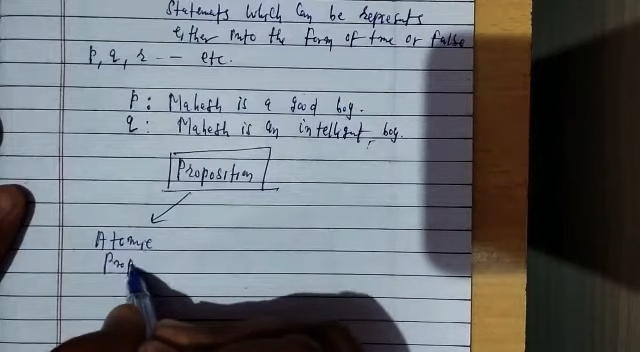 Statements which can be represents
either into the form of true or false
p, q, r -- etc.
p: Mahesh is a good boy.
q: Mahesh is an intelligent boy.
Proposition
Atomic
Prop